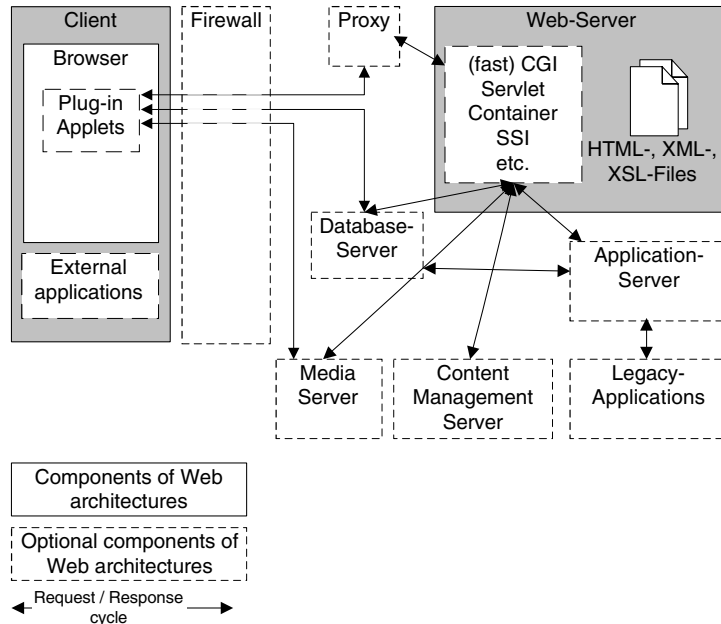 Client
Firewall
Proxy
Web-Server
Browser
Plug-in
Applets
(fast) CGI
Servlet
Container
SSI
etc.
HTML-, XML-,
XSL-Files
External
applications
Database-
Server
Application-
Server
Media
Server
Content
Management
Server
Legacy-
Applications
Components of Web
architectures
Optional components of
Web architectures
Request / Response
cycle